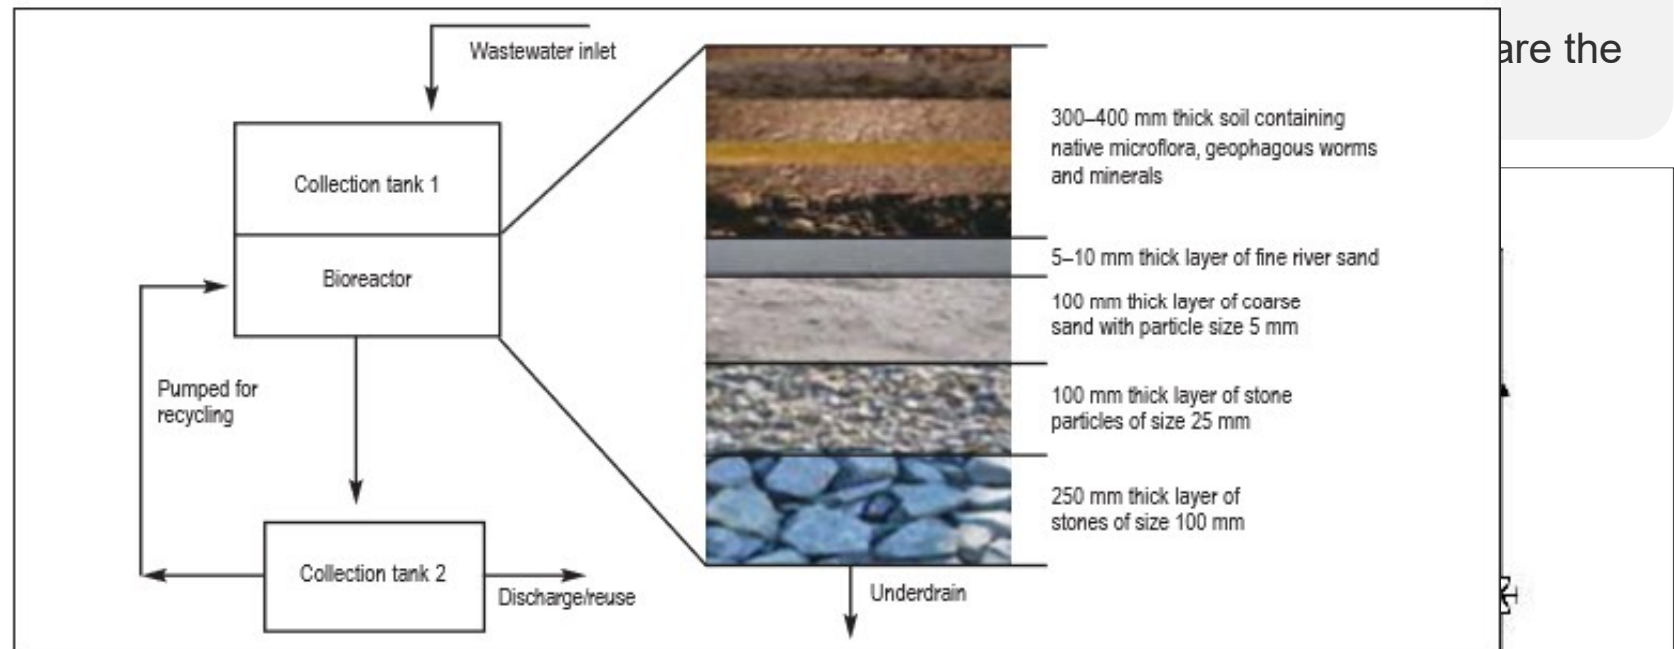 are the
Wastewater inlet
Collection tank 1
Bioreactor
Pumped for
recycling
Collection tank 2
Discharge/reuse
300–400 mm thick soil containing
native microflora, geophagous worms
and minerals
5–10 mm thick layer of fine river sand
100 mm thick layer of coarse
sand with particle size 5 mm
100 mm thick layer of stone
particles of size 25 mm
250 mm thick layer of
stones of size 100 mm
Underdrain